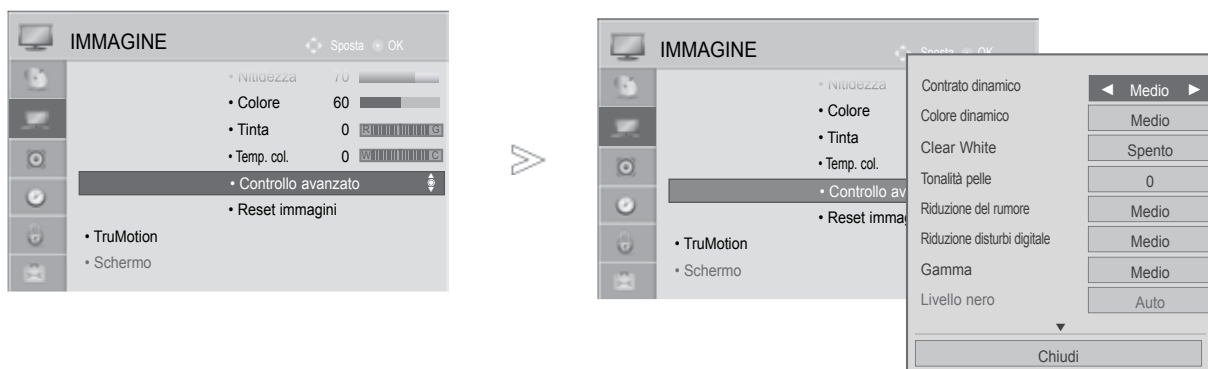 IMMAGINE
Sposta OK
• Nitidezza 70
• Colore 60
• Tinta 0 R G
• Temp. col. 0 W G
• Controllo avanzato
• Reset immagini
• TruMotion
• Schermo
IMMAGINE
Sposta OK
• Nitidezza
• Colore
• Tinta
• Temp. col.
• Controllo av
• Reset immag
• TruMotion
• Schermo
Contrato dinamico ◄ Medio ►
Colore dinamico Medio
Clear White Spento
Tonalità pelle 0
Riduzione del rumore Medio
Riduzione disturbi digitale Medio
Gamma Medio
Livello nero Auto
▼
Chiudi